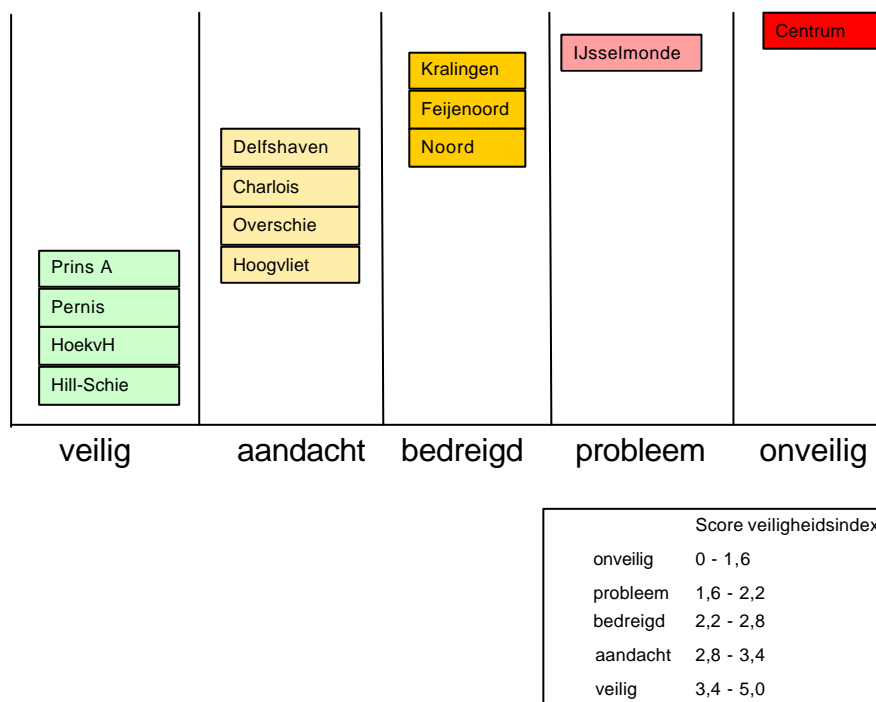 Centrum
IJsselmonde
Kralingen
Feijenoord
Noord
Delfshaven
Charlois
Overschie
Hoogvliet
Prins A
Pernis
HoekvH
Hill-Schie
veilig aandacht bedreigd probleem onveilig
Score veiligheidsindex
onveilig 0 - 1,6
probleem 1,6 - 2,2
bedreigd 2,2 - 2,8
aandacht 2,8 - 3,4
veilig 3,4 - 5,0